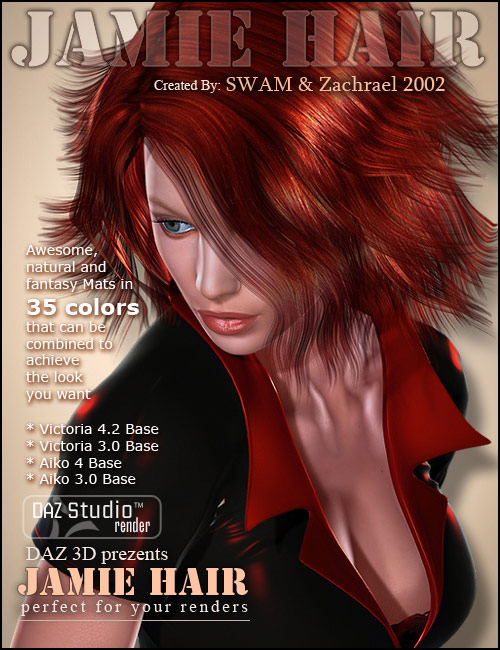 JAMIE HAIR
Created By: SWAM & Zachrael 2002
Awesome,
natural and
fantasy Mats in
35 colors
that can be
combined to
achieve
the look
you want
* Victoria 4.2 Base
* Victoria 3.0 Base
* Aiko 4 Base
* Aiko 3.0 Base
DAZ Studio™
render
DAZ 3D prezents
JAMIE HAIR
perfect for your renders